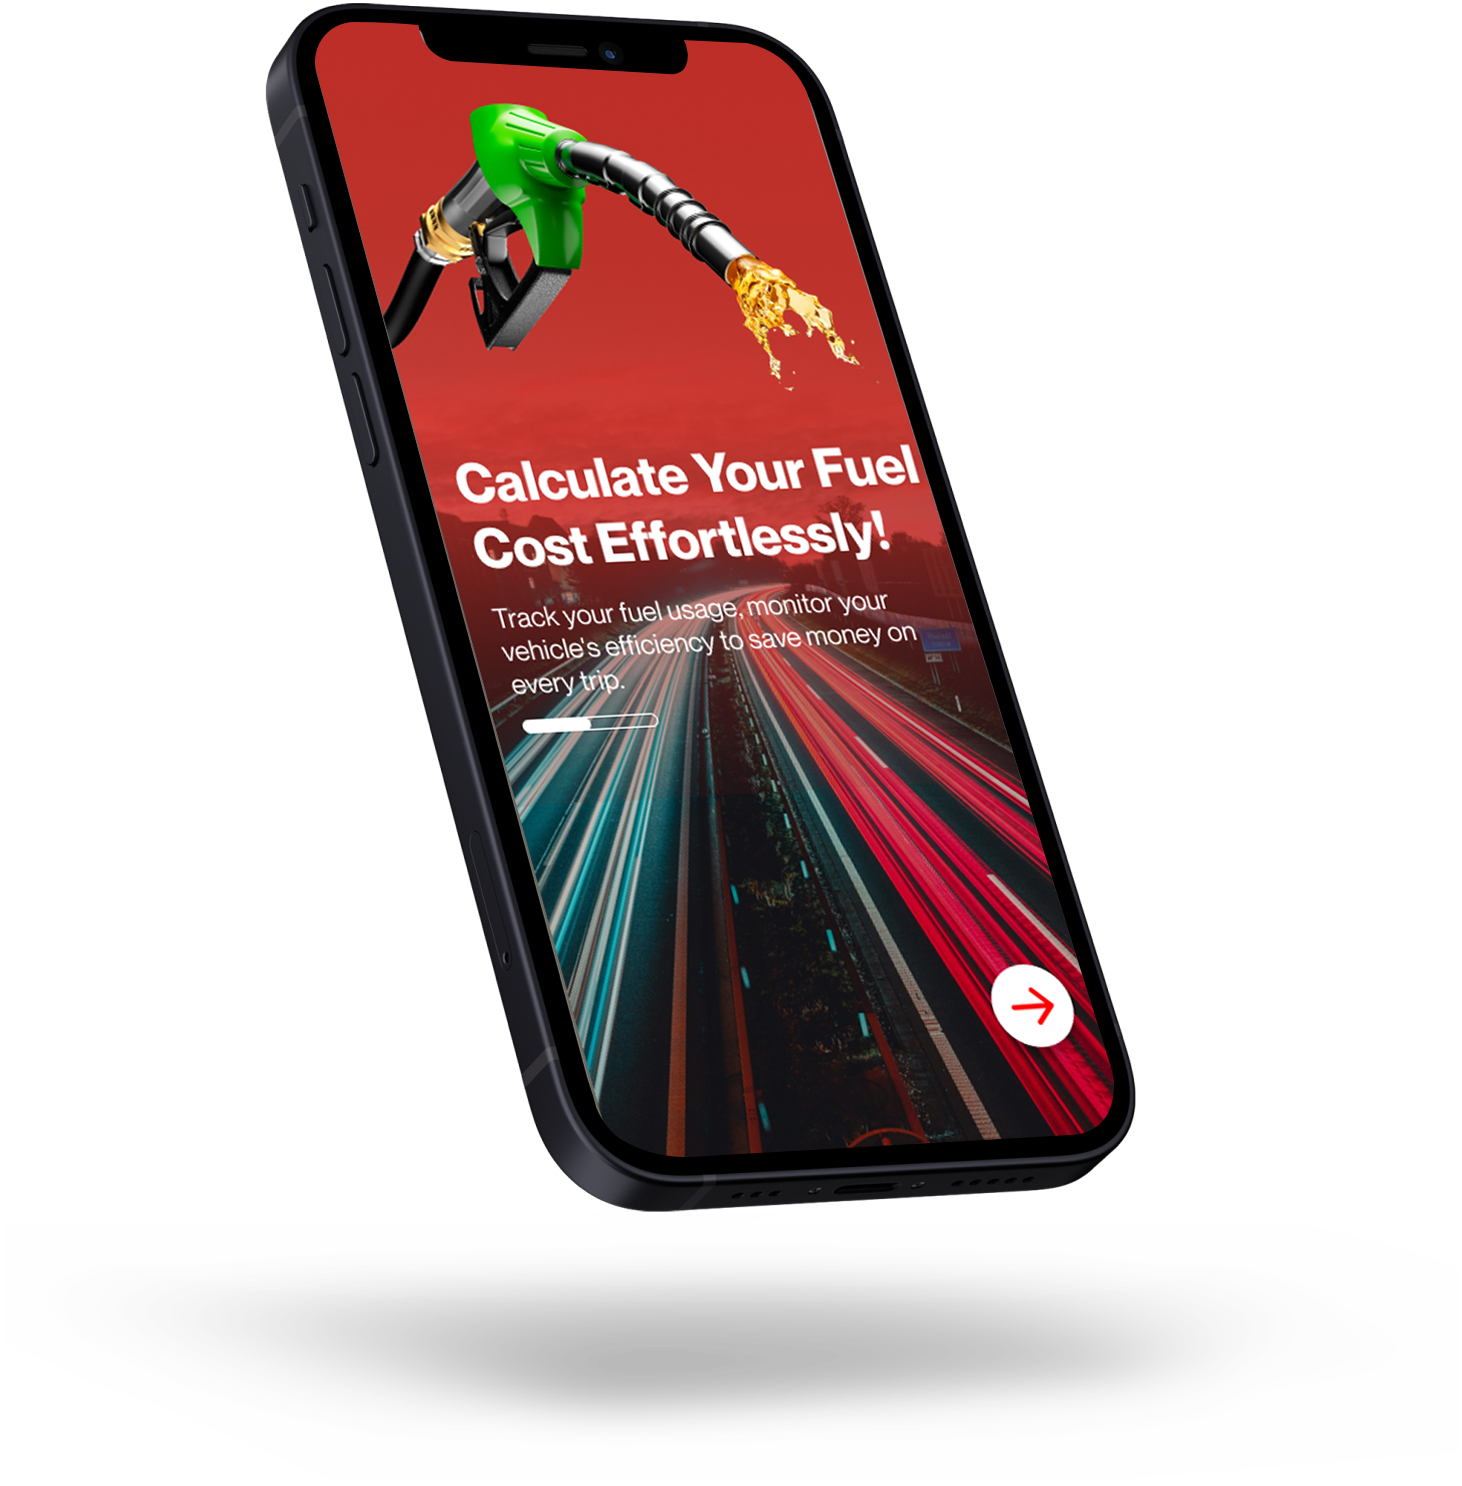 Calculate Your Fuel
Cost Effortlessly!
Track your fuel usage, monitor your
vehicle's efficiency to save money on
every trip.